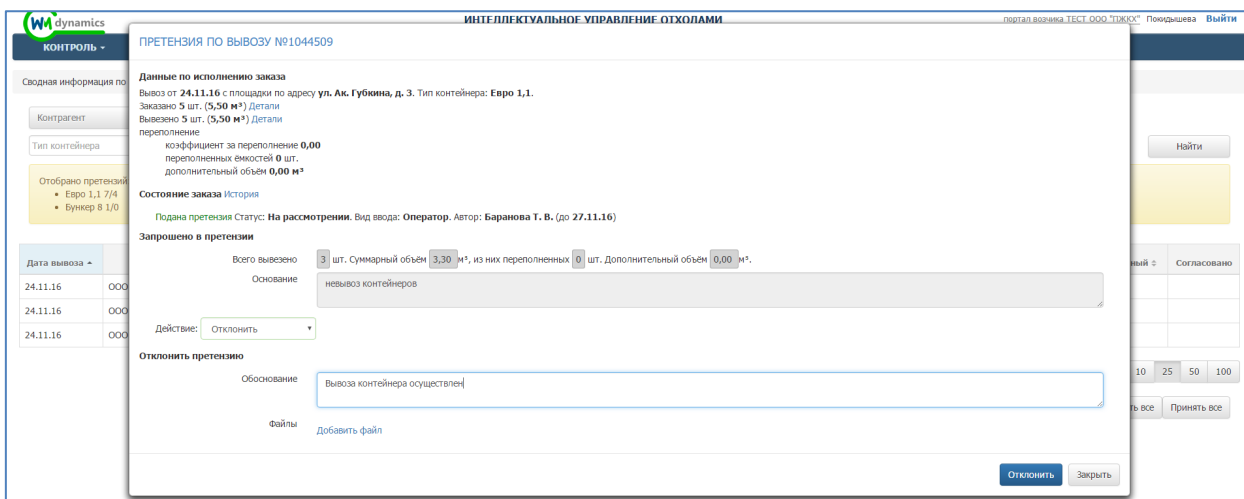 Wi dynamics
ИНТЕЛЛЕКТУАЛЬНОЕ УПРАВЛЕНИЕ ОТХОДАМИ
портал возчика ТЕСТ ООО "ПЖКХ" Покидышева Выйти
КОНТРОЛЬ
Сводная информация по
Контрагент
Тип контейнера
Найти
Отобрано претензий
• Евро 1,1 7/4
• Бункер 8 1/0
Дата вывоза
ный Согласовано
24.11.16 ООО
24.11.16 ООО
24.11.16 ООО
10 25 50 100
ть все Принять все
ПРЕТЕНЗИЯ ПО ВЫВОЗУ №1044509
Данные по исполнению заказа
Вывоз от 24.11.16 с площадки по адресу ул. Ак. Губкина, д. 3. Тип контейнера: Евро 1,1.
Заказано 5 шт. (5,50 м³) Детали
Вывезено 5 шт. (5,50 м³) Детали
переполнение
коэффициент за переполнение 0,00
переполненных ёмкостей 0 шт.
дополнительный объём 0,00 м³
Состояние заказа История
Подана претензия Статус: На рассмотрении. Вид ввода: Оператор. Автор: Баранова Т. В. (до 27.11.16)
Запрошено в претензии
Всего вывезено 3 шт. Суммарный объём 3,30 м³, из них переполненных 0 шт. Дополнительный объём 0,00 м³.
Основание невывоз контейнеров
Действие: Отклонить
Отклонить претензию
Обоснование Вывоза контейнера осуществлен
Файлы Добавить файл
Отклонить Закрыть